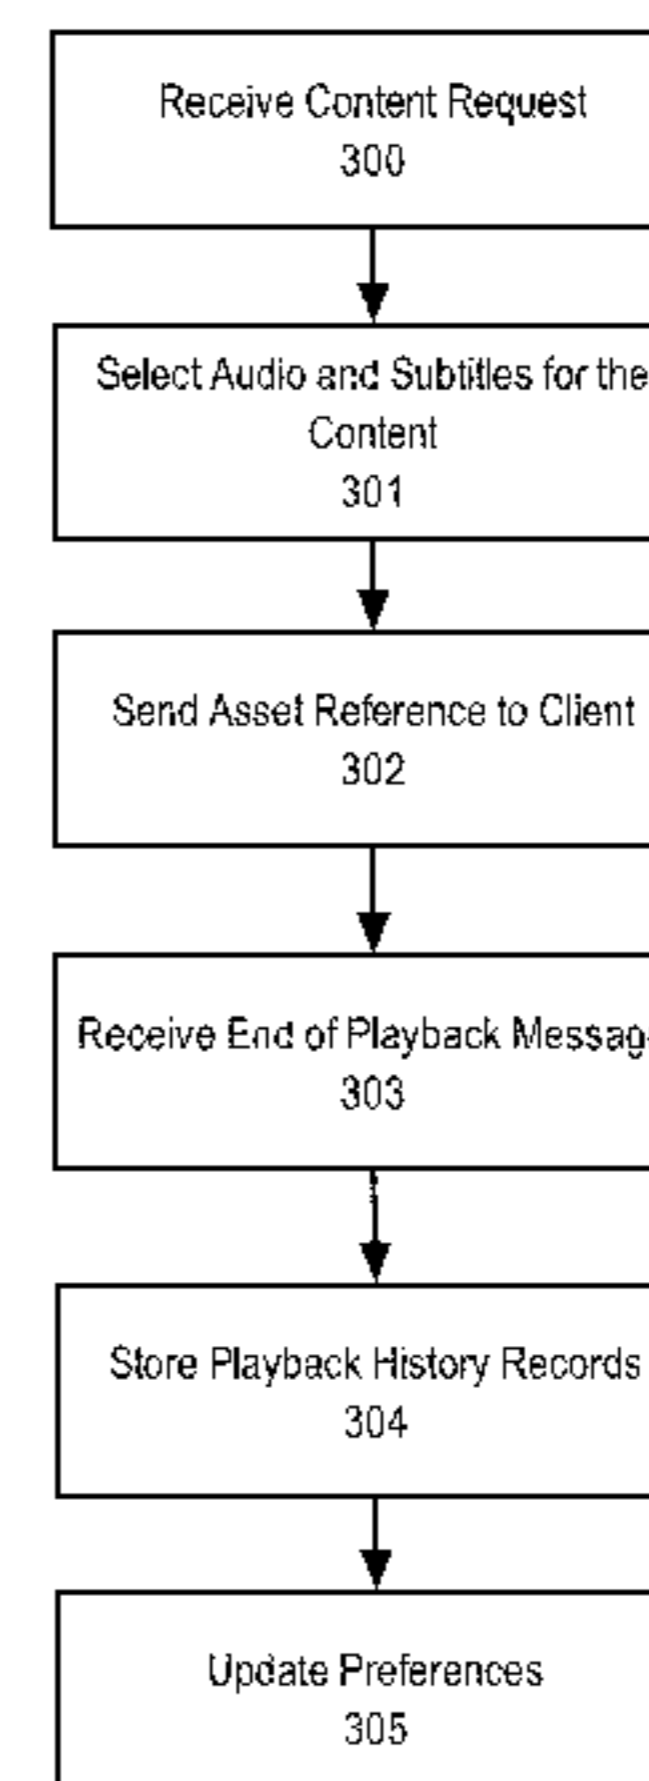 Receive Content Request
300
Select Audio and Subtitles for the
Content
301
Send Asset Reference to Client
302
Receive End of Playback Messag
303
Store Playback History Records
304
Update Preferences
305